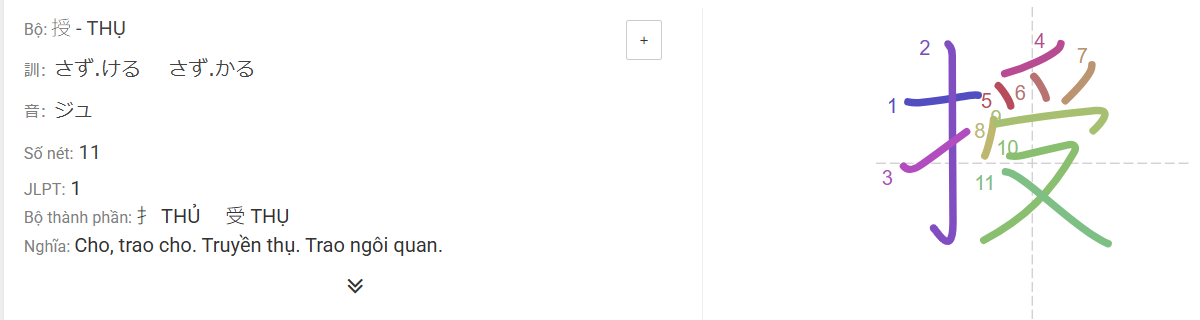 Bộ: 授 - THỤ
+
訓: さず.ける さず.かる
音: ジュ
Số nét: 11
JLPT: 1
Bộ thành phần: 扌 THỦ 受 THỤ
Nghĩa: Cho, trao cho. Truyền thụ. Trao ngôi quan.
授
1
2
3
4
5
6
7
8
9
10
11